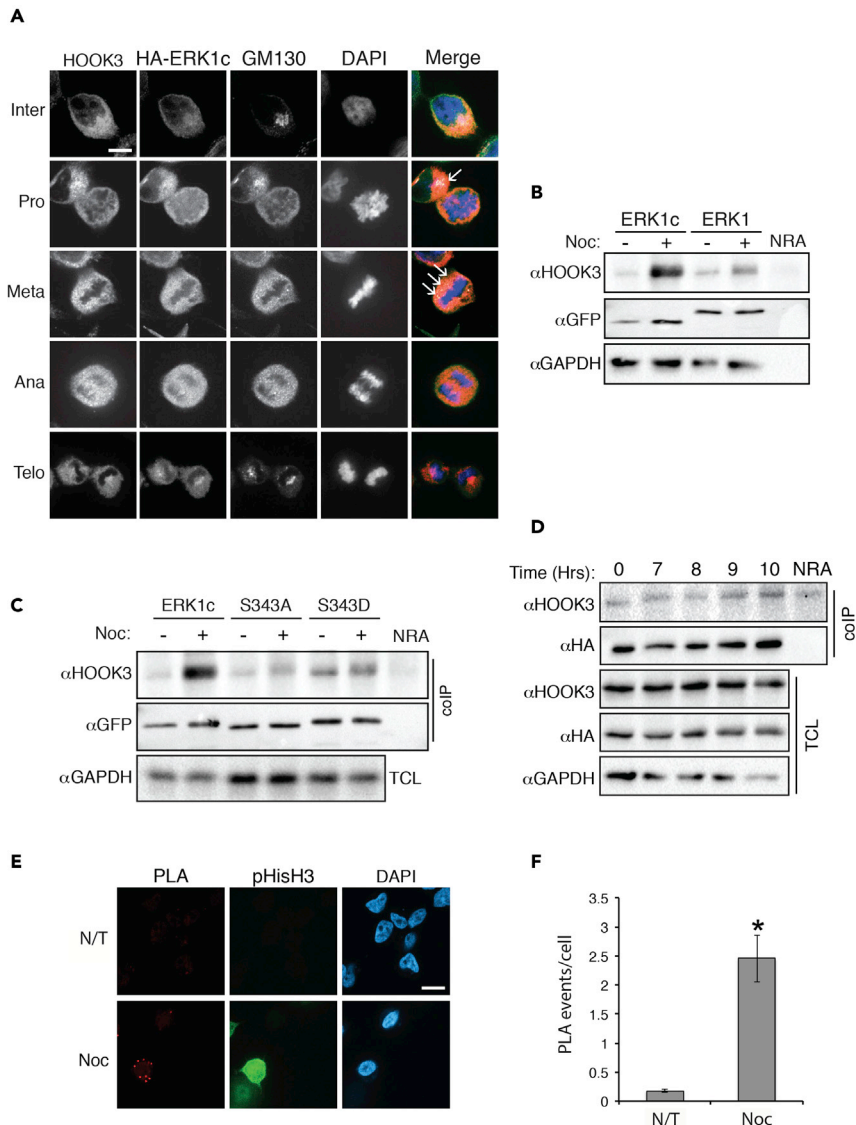 A
HOOK3 HA-ERK1c GM130 DAPI Merge
Inter
Pro
Meta
Ana
Telo
B
ERK1c ERK1
Noc: - + - + NRA
αHOOK3
αGFP
αGAPDH
C
ERK1c S343A S343D
Noc: - + - + - + NRA
αHOOK3
αGFP
coIP
αGAPDH TCL
D
Time (Hrs): 0 7 8 9 10 NRA
αHOOK3
αHA
coIP
αHOOK3
αHA
αGAPDH
TCL
E
PLA pHisH3 DAPI
N/T
Noc
F
PLA events/cell
3.5
3
2.5
2
1.5
1
0.5
0
*
N/T Noc